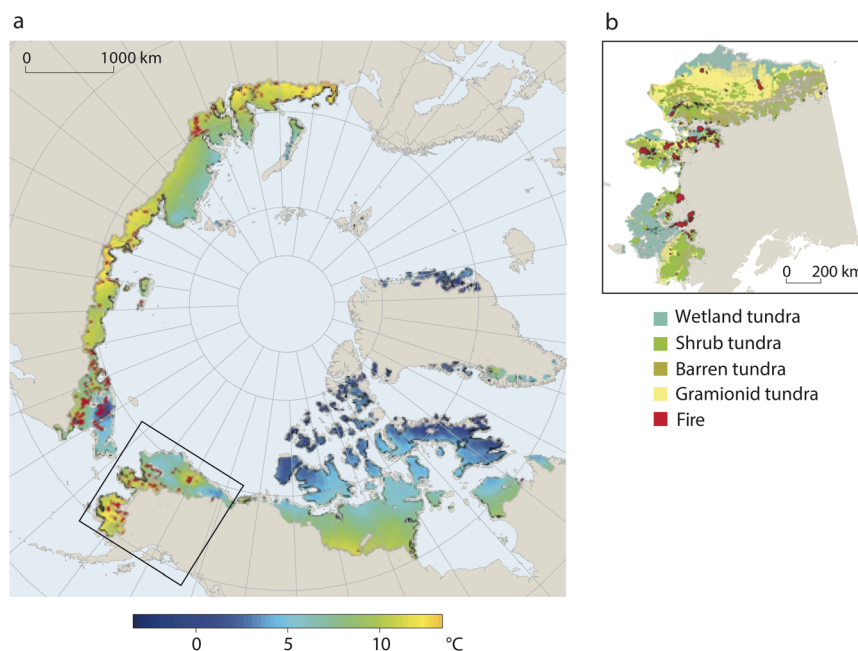 a
0 1000 km
b
0 200 km
Wetland tundra
Shrub tundra
Barren tundra
Gramionid tundra
Fire
0 5 10 °C